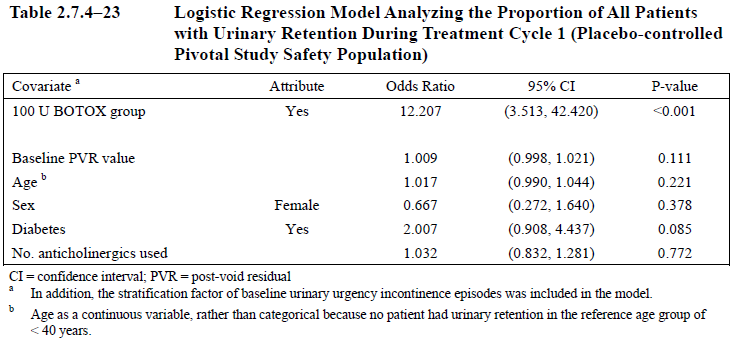 Table 2.7.4–23 Logistic Regression Model Analyzing the Proportion of All Patients
with Urinary Retention During Treatment Cycle 1 (Placebo-controlled
Pivotal Study Safety Population)
Covariate a Attribute Odds Ratio 95% CI P-value
100 U BOTOX group Yes 12.207 (3.513, 42.420) <0.001
Baseline PVR value 1.009 (0.998, 1.021) 0.111
Age b 1.017 (0.990, 1.044) 0.221
Sex Female 0.667 (0.272, 1.640) 0.378
Diabetes Yes 2.007 (0.908, 4.437) 0.085
No. anticholinergics used 1.032 (0.832, 1.281) 0.772
CI = confidence interval; PVR = post-void residual
a In addition, the stratification factor of baseline urinary urgency incontinence episodes was included in the model.
b Age as a continuous variable, rather than categorical because no patient had urinary retention in the reference age group of
< 40 years.